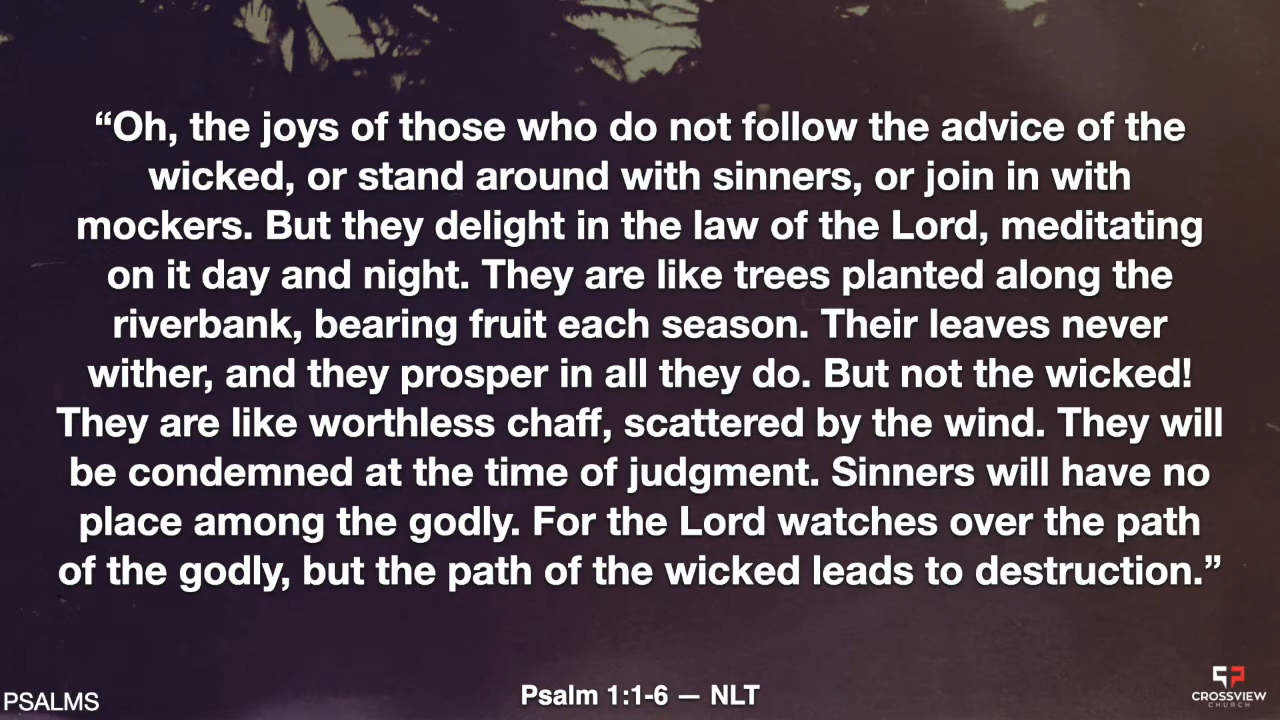 “Oh, the joys of those who do not follow the advice of the
wicked, or stand around with sinners, or join in with
mockers. But they delight in the law of the Lord, meditating
on it day and night. They are like trees planted along the
riverbank, bearing fruit each season. Their leaves never
wither, and they prosper in all they do. But not the wicked!
They are like worthless chaff, scattered by the wind. They will
be condemned at the time of judgment. Sinners will have no
place among the godly. For the Lord watches over the path
of the godly, but the path of the wicked leads to destruction.”
PSALMS
Psalm 1:1-6 — NLT
CROSSVIEW
CHURCH